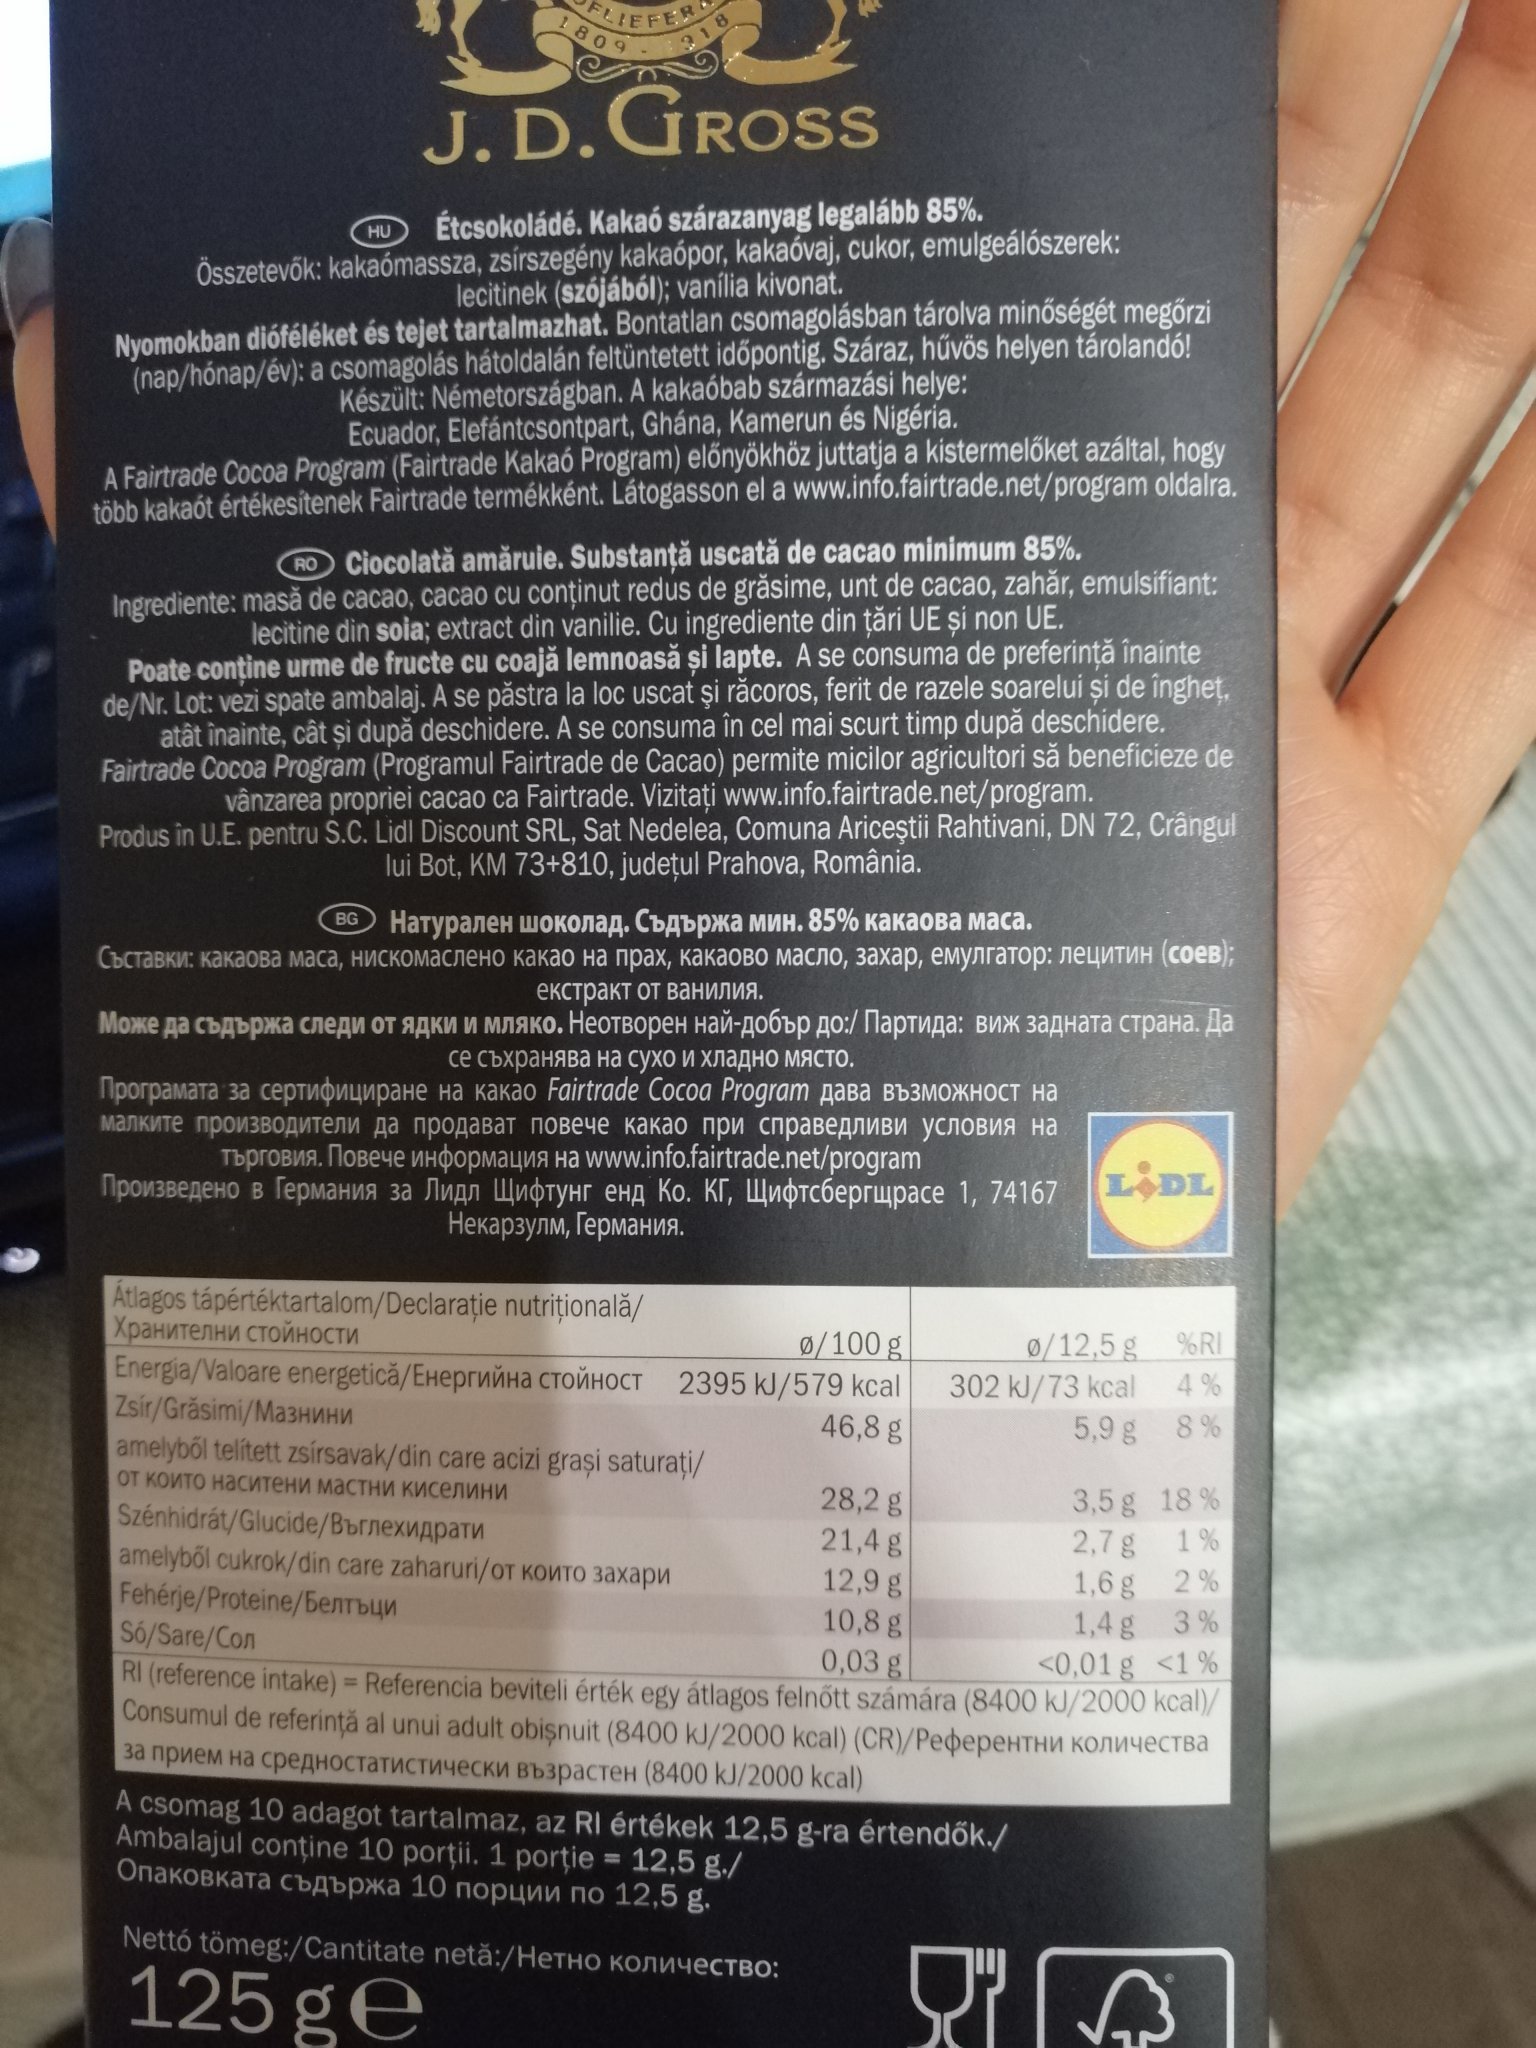 1809 - 1918
J. D. GROSS
HU Étcsokoládé. Kakaó szárazanyag legalább 85%.
Összetevők: kakaómassza, zsírszegény kakaópor, kakaóvaj, cukor, emulgeálószerek:
lecitinek (szójából); vanília kivonat.
Nyomokban dióféléket és tejet tartalmazhat. Bontatlan csomagolásban tárolva minőségét megőrzi
(nap/hónap/év): a csomagolás hátoldalán feltüntetett időpontig. Száraz, hűvös helyen tárolandó!
Készült: Németországban. A kakaóbab származási helye:
Ecuador, Elefántcsontpart, Ghána, Kamerun és Nigéria.
A Fairtrade Cocoa Program (Fairtrade Kakaó Program) előnyökhöz juttatja a kistermelőket azáltal, hogy
több kakaót értékesítenek Fairtrade termékként. Látogasson el a www.info.fairtrade.net/program oldalra.
RO Ciocolată amăruie. Substanță uscată de cacao minimum 85%.
Ingrediente: masă de cacao, cacao cu conținut redus de grăsime, unt de cacao, zahăr, emulsifiant:
lecitine din soia; extract din vanilie. Cu ingrediente din țări UE și non UE.
Poate conține urme de fructe cu coajă lemnoasă și lapte. A se consuma de preferință înainte
de/Nr. Lot: vezi spate ambalaj. A se păstra la loc uscat și răcoros, ferit de razele soarelui și de îngheț,
atât înainte, cât și după deschidere. A se consuma în cel mai scurt timp după deschidere.
Fairtrade Cocoa Program (Programul Fairtrade de Cacao) permite micilor agricultori să beneficieze de
vânzarea propriei cacao ca Fairtrade. Vizitați www.info.fairtrade.net/program.
Produs în U.E. pentru S.C. Lidl Discount SRL, Sat Nedelea, Comuna Ariceștii Rahtivani, DN 72, Crângul
lui Bot, KM 73+810, județul Prahova, România.
BG Натурален шоколад. Съдържа мин. 85% какаова маса.
Съставки: какаова маса, нискомаслено какао на прах, какаово масло, захар, емулгатор: лецитин (соев);
екстракт от ванилия.
Може да съдържа следи от ядки и мляко. Неотворен най-добър до:/ Партида: виж задната страна. Да
се съхранява на сухо и хладно място.
Програмата за сертифициране на какао Fairtrade Cocoa Program дава възможност на
малките производители да продават повече какао при справедливи условия на
търговия. Повече информация на www.info.fairtrade.net/program
Произведено в Германия за Лидл Щифтунг енд Ко. КГ, Щифтсбергщрасе 1, 74167
Некарзулм, Германия.
LIDL
Átlagos tápértéktartalom/Declarație nutrițională/
Хранителни стойности ø/100 g ø/12,5 g %RI
Energia/Valoare energetică/Енергийна стойност 2395 kJ/579 kcal 302 kJ/73 kcal 4 %
Zsír/Grăsimi/Мазнини 46,8 g 5,9 g 8 %
amelyből telített zsírsavak/din care acizi grași saturați/
от които наситени мастни киселини 28,2 g 3,5 g 18 %
Szénhidrát/Glucide/Въглехидрати 21,4 g 2,7 g 1 %
amelyből cukrok/din care zaharuri/от които захари 12,9 g 1,6 g 2 %
Fehérje/Proteine/Белтъци 10,8 g 1,4 g 3 %
Só/Sare/Сол 0,03 g <0,01 g <1 %
RI (reference intake) = Referencia beviteli érték egy átlagos felnőtt számára (8400 kJ/2000 kcal)/
Consumul de referință al unui adult obișnuit (8400 kJ/2000 kcal) (CR)/Референтни количества
за прием на средностатистически възрастен (8400 kJ/2000 kcal)
A csomag 10 adagot tartalmaz, az RI értékek 12,5 g-ra értendők./
Ambalajul conține 10 porții. 1 porție = 12,5 g./
Опаковката съдържа 10 порции по 12,5 g.
Nettó tömeg:/Cantitate netă:/Нетно количество:
125 g e